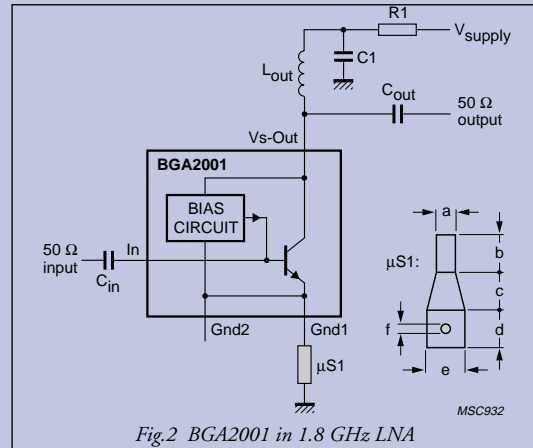 R1
Vsupply
C1
Lout
Cout
50 Ω
output
Vs-Out
BGA2001
BIAS
CIRCUIT
50 Ω
input
In
Cin
Gnd2
Gnd1
μS1
μS1:
a
b
c
d
e
f
MSC932
Fig.2 BGA2001 in 1.8 GHz LNA